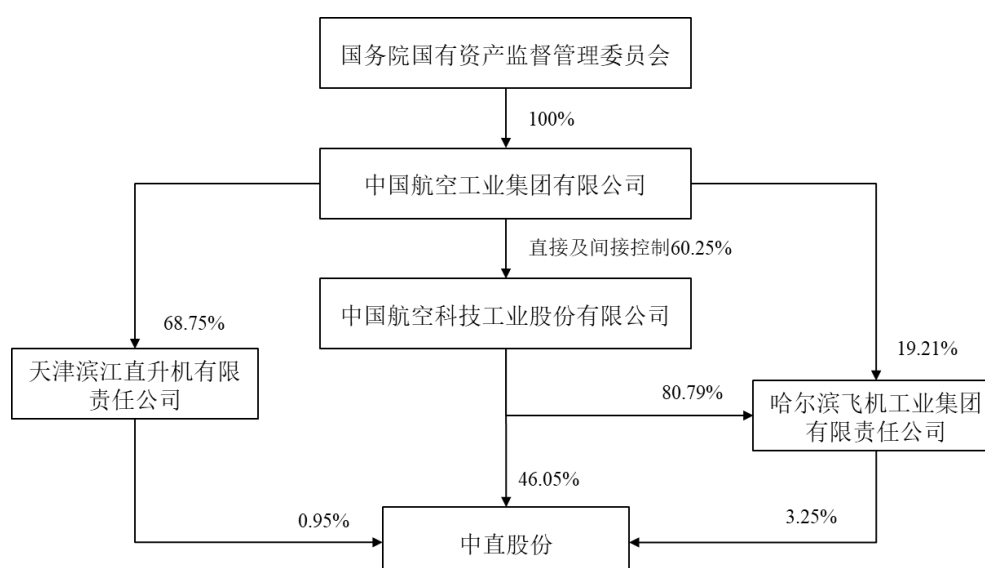 国务院国有资产监督管理委员会
100%
中国航空工业集团有限公司
直接及间接控制60.25%
中国航空科技工业股份有限公司
68.75%
19.21%
天津滨江直升机有限
责任公司
80.79%
哈尔滨飞机工业集团
有限责任公司
46.05%
0.95%
3.25%
中直股份